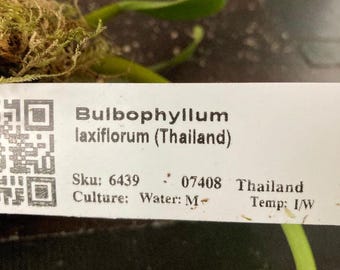 Bulbophyllum
laxiflorum (Thailand)
Sku: 6439 07408 Thailand
Culture: Water: M- Temp: I/W